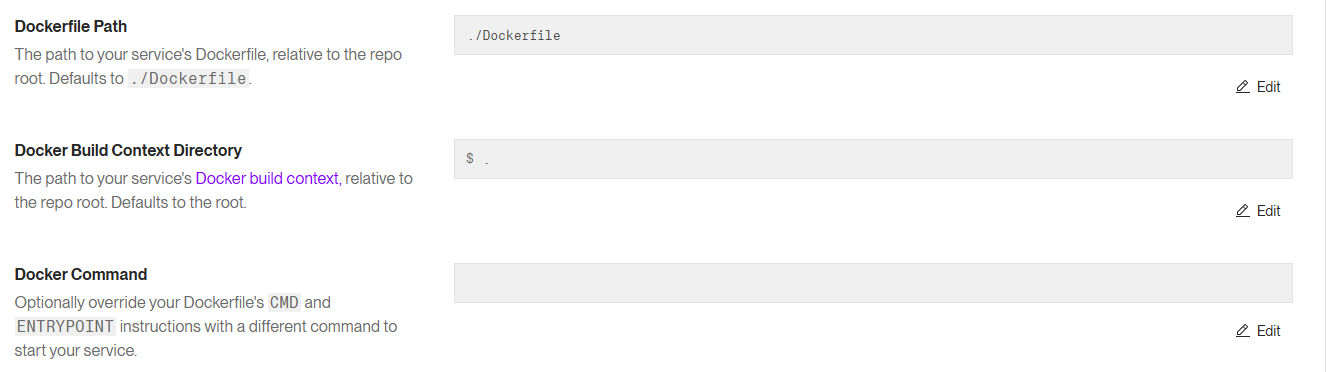 Dockerfile Path
The path to your service's Dockerfile, relative to the repo
root. Defaults to ./Dockerfile.
./Dockerfile
Edit
Docker Build Context Directory
The path to your service's Docker build context, relative to
the repo root. Defaults to the root.
$ .
Edit
Docker Command
Optionally override your Dockerfile's CMD and
ENTRYPOINT instructions with a different command to
start your service.
Edit